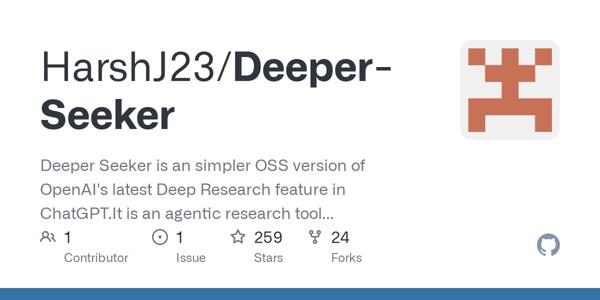 HarshJ23/Deeper-
Seeker
Deeper Seeker is an simpler OSS version of
OpenAI's latest Deep Research feature in
ChatGPT.It is an agentic research tool...
1 1 259 24
Contributor Issue Stars Forks